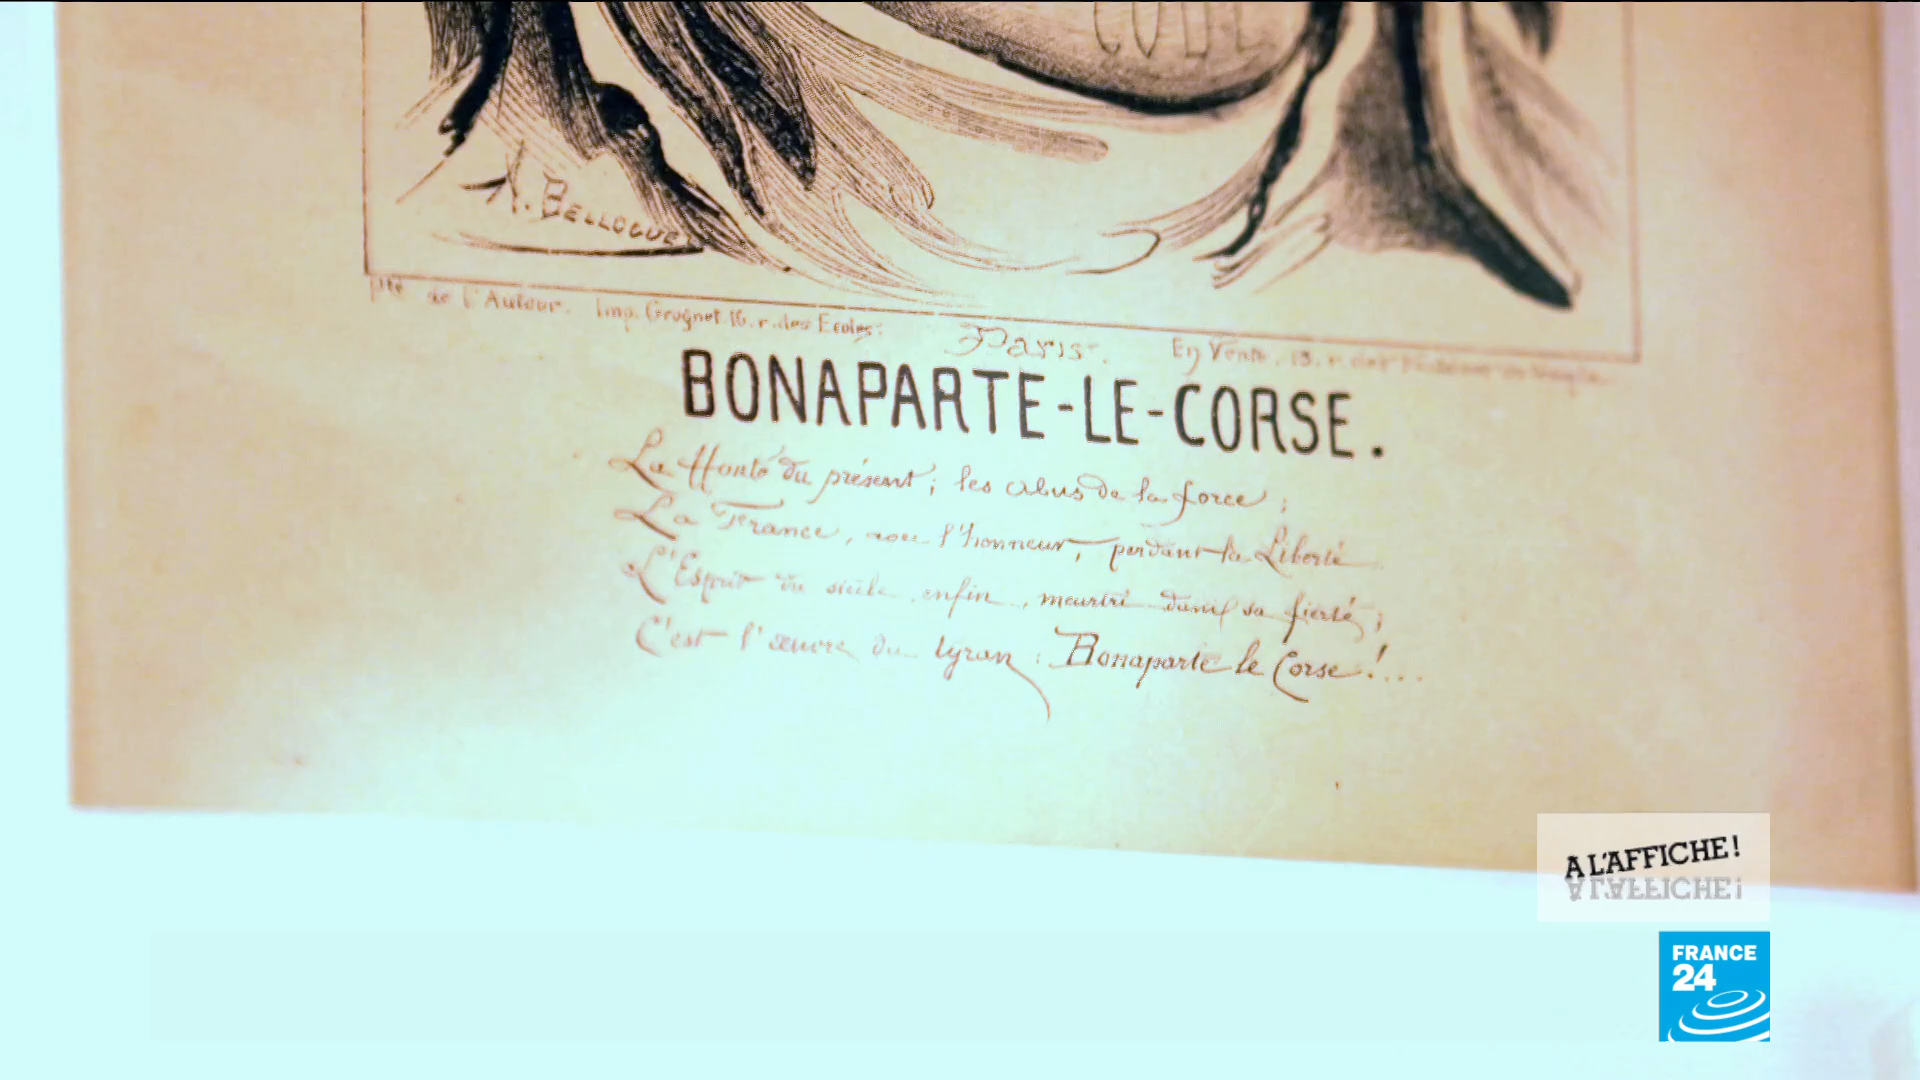 CODE
A. BELLOGUET
pté de l'Auteur. Imp. Grognet 16. r. des Ecoles. Paris. En Vente. 13. r.
BONAPARTE-LE-CORSE.
La Honte du présent ; les abus de la force ;
La France, avec l'honneur, perdant la Liberté
L'Esprit du siècle enfin, meurtri dans sa fierté ;
C'est l'œuvre du tyran : Bonaparte le Corse !....
A L'AFFICHE !
FRANCE
24